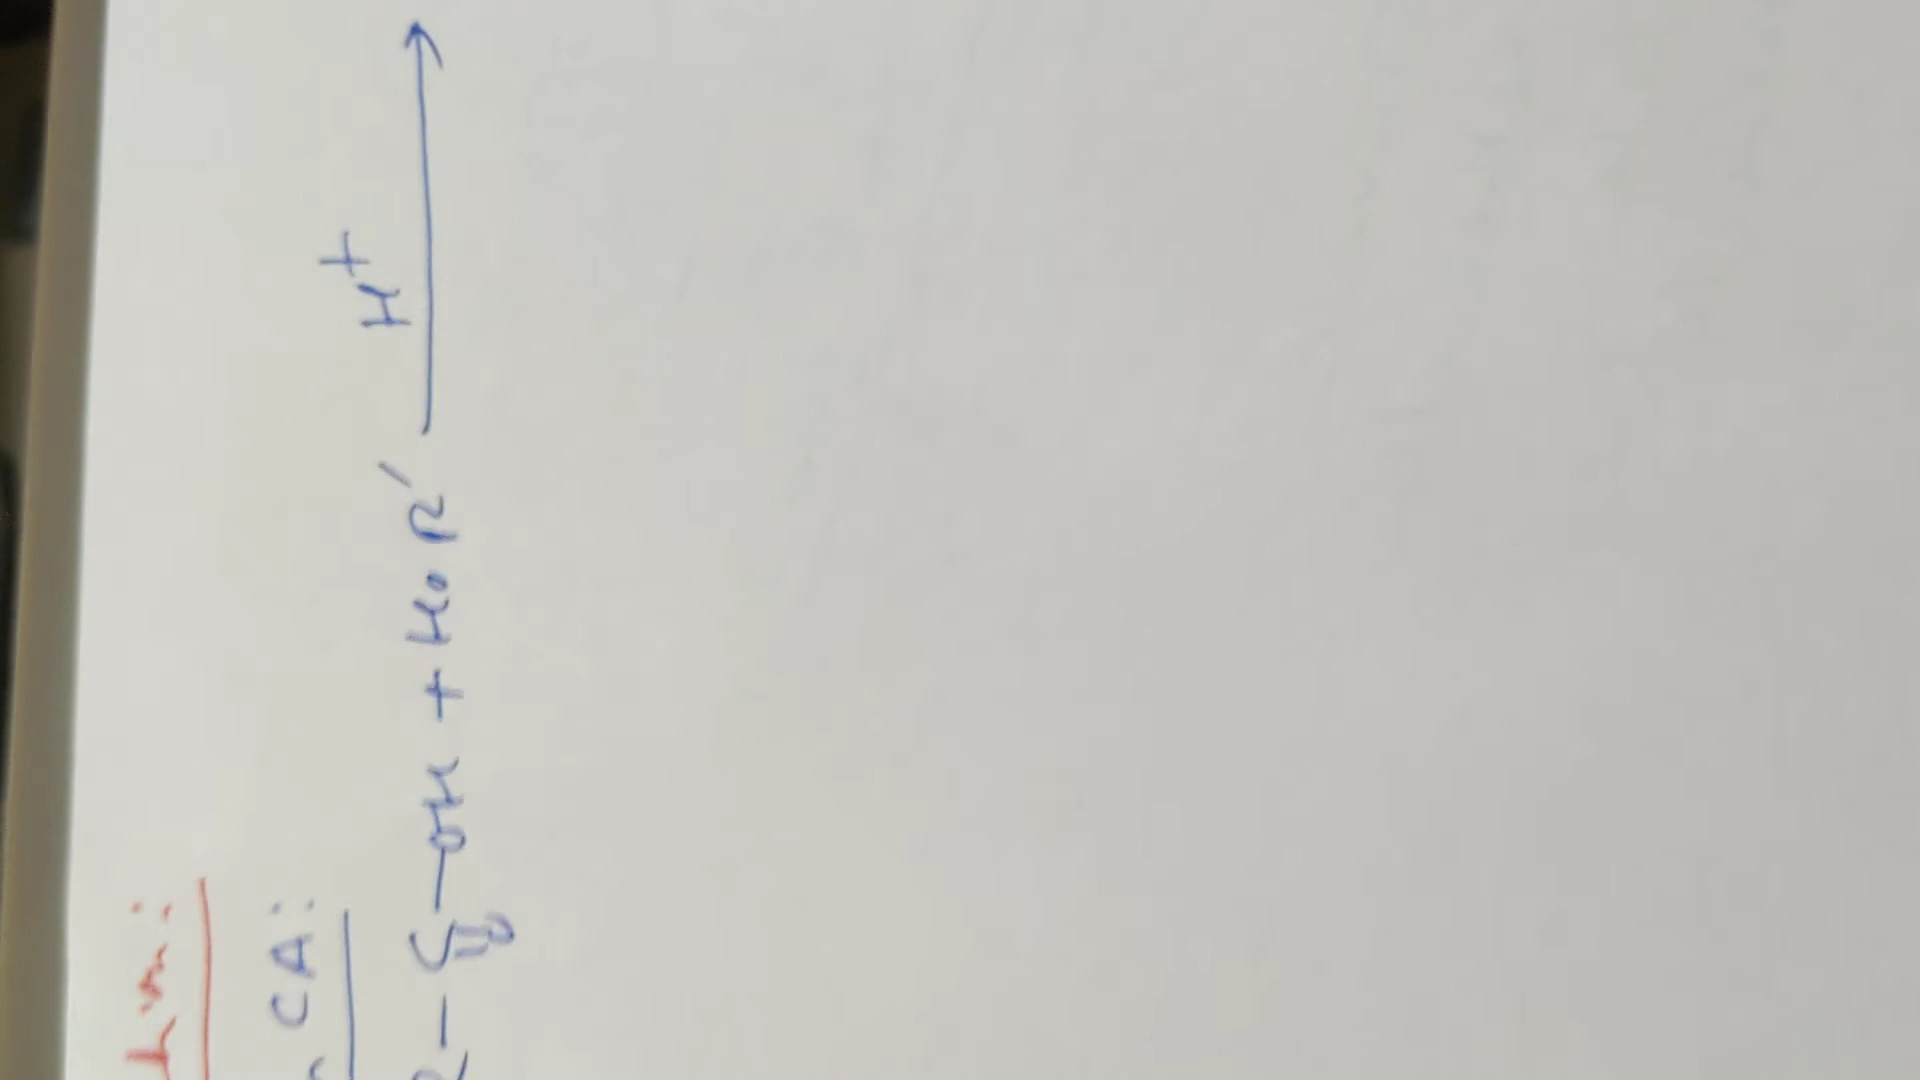 CA:
R-C-OH + HOR' H+
O